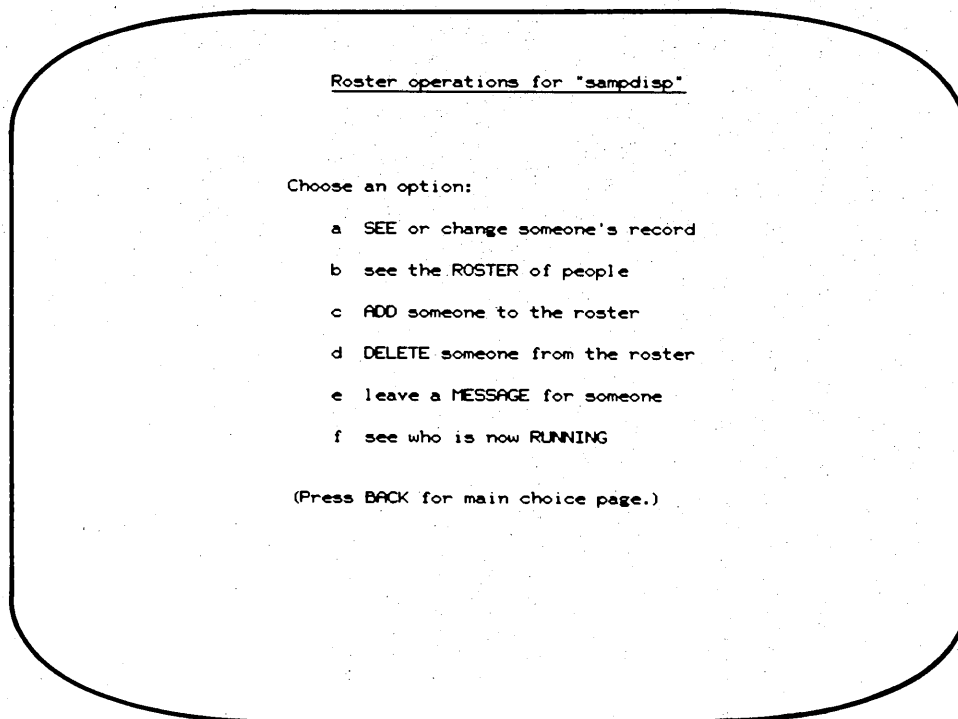 Roster operations for "sampdisp"
Choose an option:
a SEE or change someone's record
b see the ROSTER of people
c ADD someone to the roster
d DELETE someone from the roster
e leave a MESSAGE for someone
f see who is now RUNNING
(Press BACK for main choice page.)